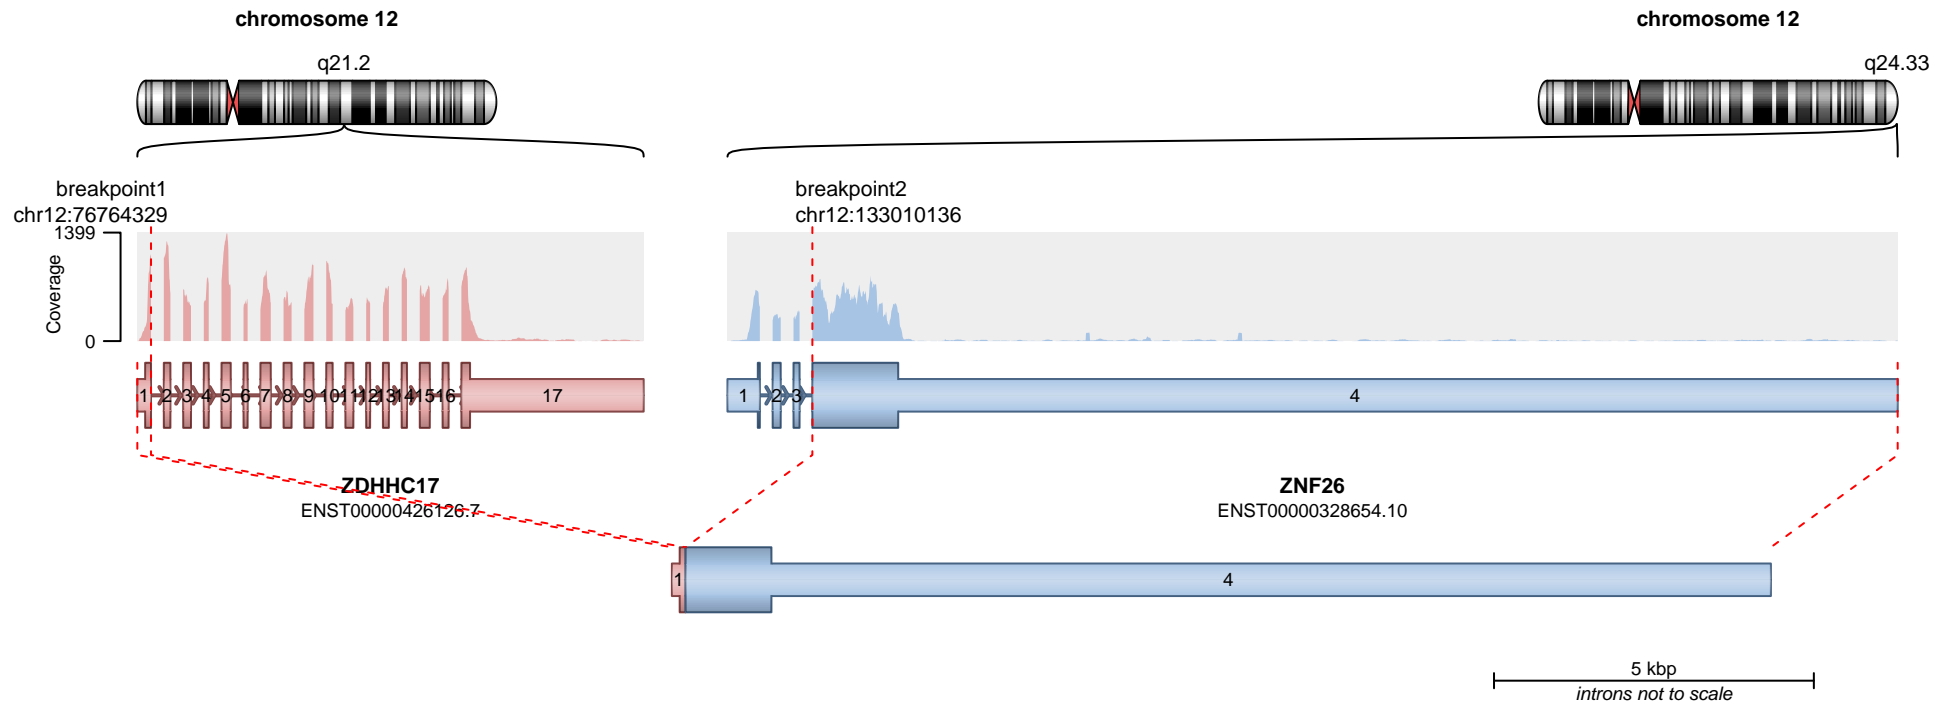 chromosome 12
chromosome 12
q21.2
q24.33
breakpoint1
chr12:76764329
breakpoint2
chr12:133010136
Coverage
1399
0
1 2 3 4 5 6 7 8 9 10 11 12 13 14 15 16 17
1 2 3 4
ZDHHC17
ENST00000426126.7
ZNF26
ENST00000328654.10
1 4
5 kbp
introns not to scale